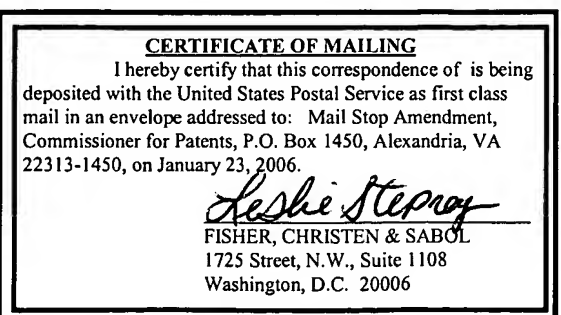 CERTIFICATE OF MAILING
I hereby certify that this correspondence of is being
deposited with the United States Postal Service as first class
mail in an envelope addressed to: Mail Stop Amendment,
Commissioner for Patents, P.O. Box 1450, Alexandria, VA
22313-1450, on January 23, 2006.
Leslie
FISHER, CHRISTEN & SABOL
1725 Street, N.W., Suite 1108
Washington, D.C. 20006